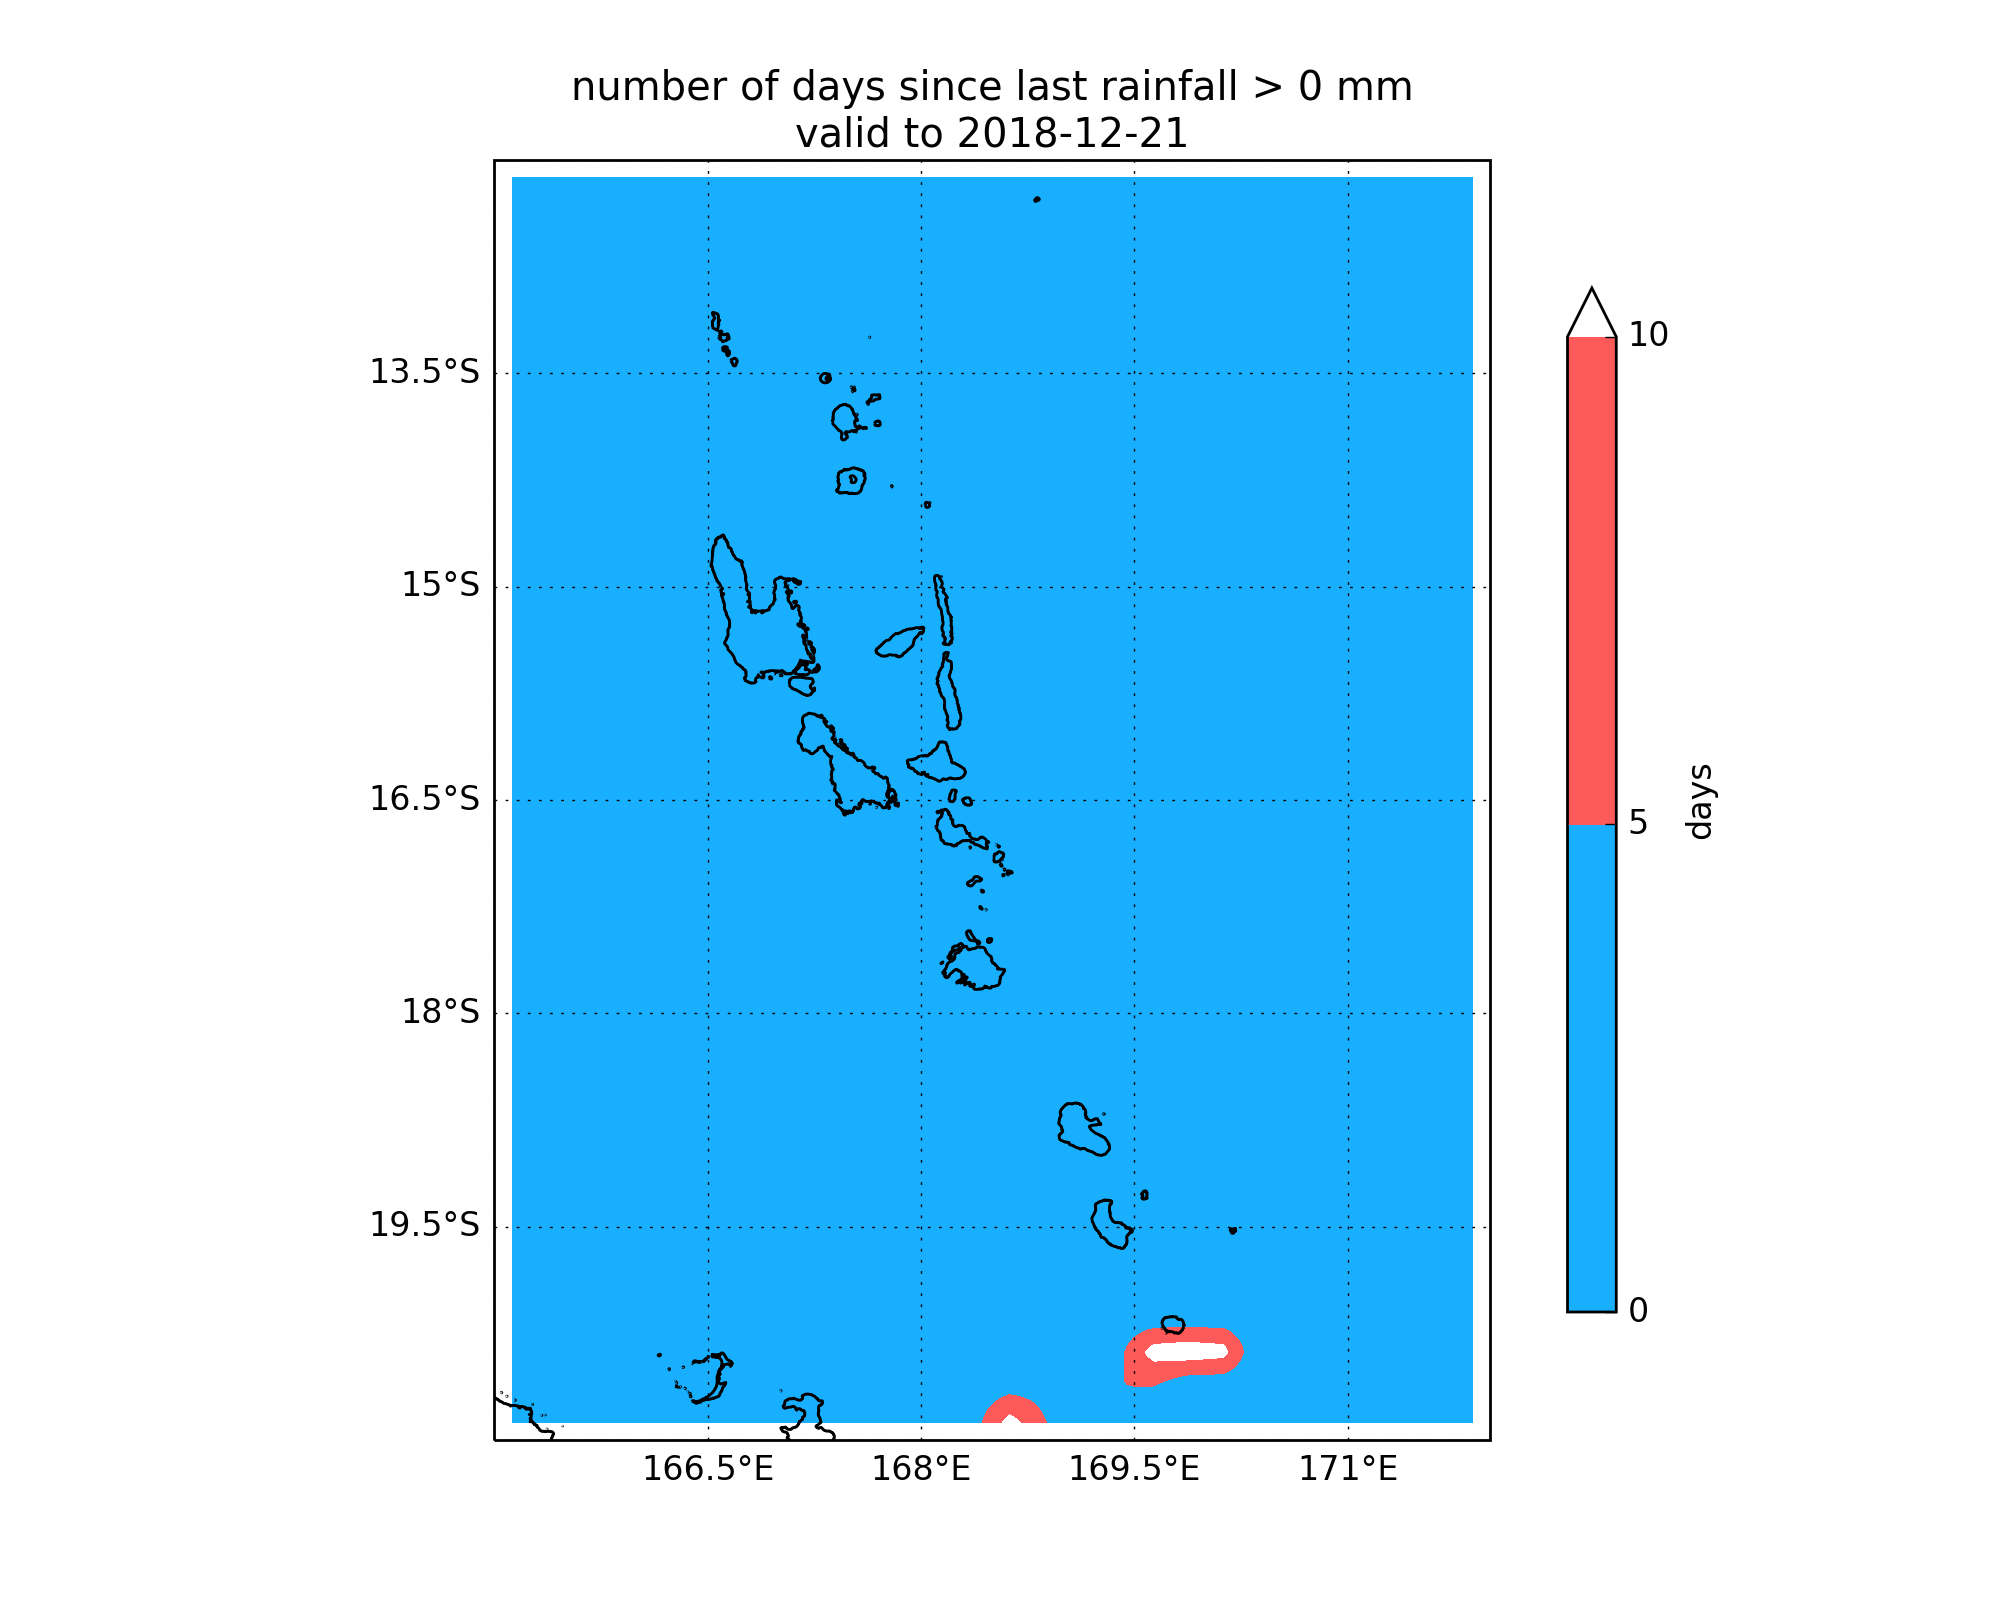 number of days since last rainfall > 0 mm
valid to 2018-12-21
13.5°S
15°S
16.5°S
18°S
19.5°S
166.5°E
168°E
169.5°E
171°E
10
5
0
days